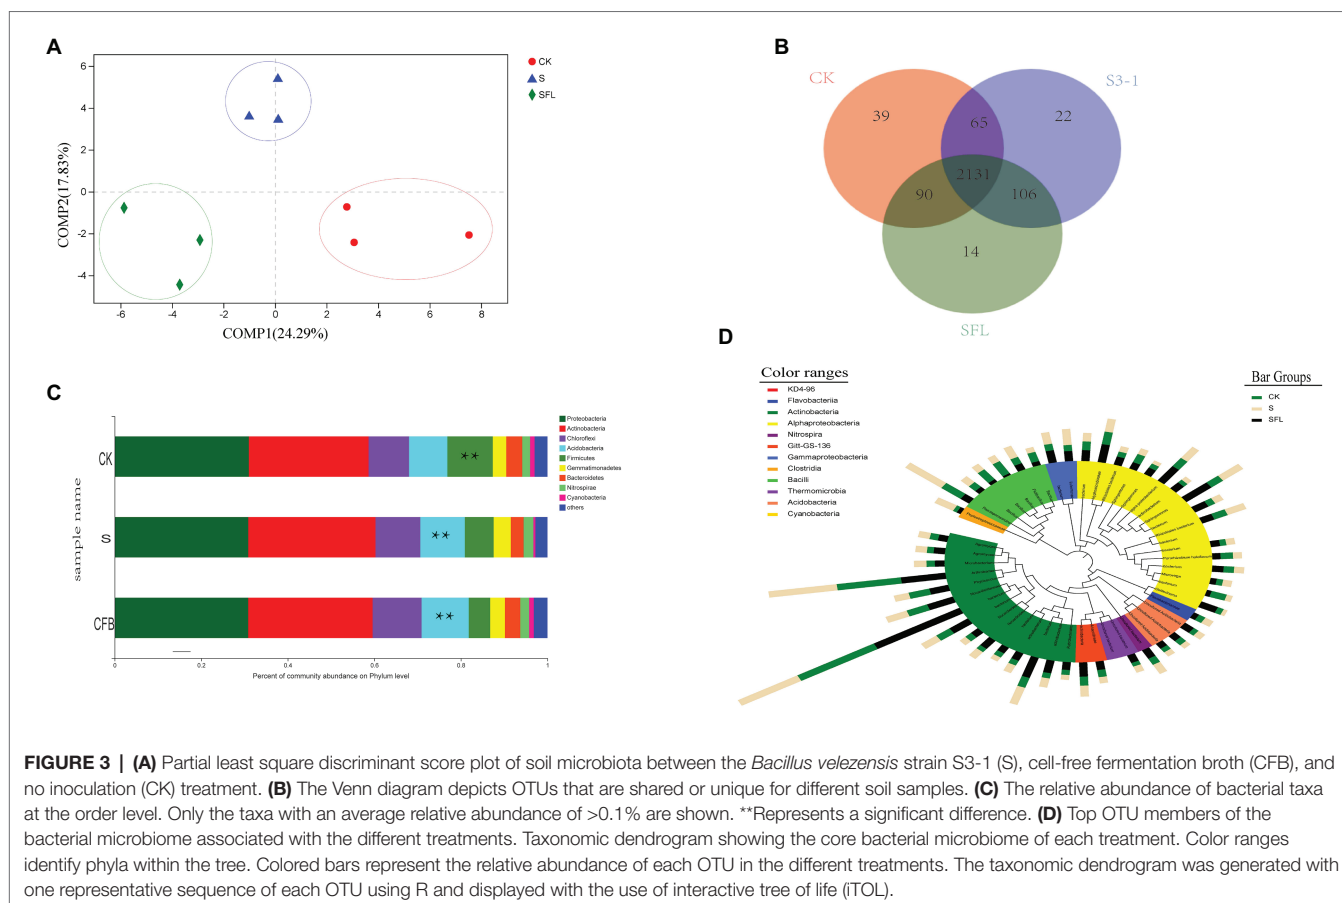 A
6
4
2
0
-2
-4
-6
-4
-2
0
2
4
6
8
COMP2(17.83%)
COMP1(24.29%)
CK
S
SFL
B
CK
S3-1
SFL
39
65
22
2131
90
106
14
C
sample name
CK
S
CFB
**
**
**
0
0.2
0.4
0.6
0.8
1
Percent of community abundance on Phylum level
Proteobacteria
Actinobacteria
Chloroflexi
Acidobacteria
Firmicutes
Gemmatimonadetes
Bacteroidetes
Nitrospirae
Cyanobacteria
others
D
Color ranges
KD4-96
Flavobacteriia
Actinobacteria
Alphaproteobacteria
Nitrospira
Gitt-GS-136
Gammaproteobacteria
Clostridia
Bacilli
Thermomicrobia
Acidobacteria
Cyanobacteria
Bar Groups
CK
S
SFL
FIGURE 3 | (A) Partial least square discriminant score plot of soil microbiota between the Bacillus velezensis strain S3-1 (S), cell-free fermentation broth (CFB), and
no inoculation (CK) treatment. (B) The Venn diagram depicts OTUs that are shared or unique for different soil samples. (C) The relative abundance of bacterial taxa
at the order level. Only the taxa with an average relative abundance of >0.1% are shown. **Represents a significant difference. (D) Top OTU members of the
bacterial microbiome associated with the different treatments. Taxonomic dendrogram showing the core bacterial microbiome of each treatment. Color ranges
identify phyla within the tree. Colored bars represent the relative abundance of each OTU in the different treatments. The taxonomic dendrogram was generated with
one representative sequence of each OTU using R and displayed with the use of interactive tree of life (iTOL).